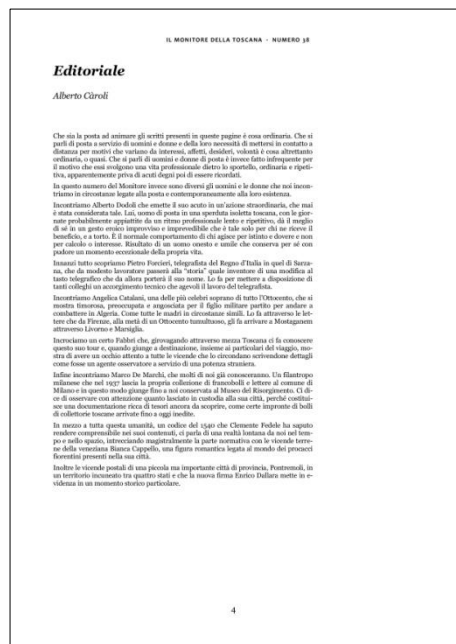 IL MONITORE DELLA TOSCANA - NUMERO 38
Editoriale
Alberto Càroli
Che sia la posta ad animare gli scritti presenti in queste pagine è cosa ordinaria. Che si
parli di posta a servizio di uomini e donne e della loro necessità di mettersi in contatto a
distanza per motivi che variano da interessi, affetti, desideri, volontà è cosa altrettanto
ordinaria, o quasi. Che si parli di uomini e donne di posta è invece fatto infrequente per
il motivo che essi svolgono una vita professionale dietro lo sportello, ordinaria e ripeti-
tiva, apparentemente priva di acuti degni poi di essere ricordati.
In questo numero del Monitore invece sono diversi gli uomini e le donne che noi incon-
triamo in circostanze legate alla posta e contemporaneamente alla loro esistenza.
Incontriamo Alberto Dodoli che emette il suo acuto in un'azione straordinaria, che mai
è stata considerata tale. Lui, uomo di posta in una sperduta isoletta toscana, con le gior-
nate probabilmente appiattite da un ritmo professionale lento e ripetitivo, dà il meglio
di sé in un gesto eroico improvviso e imprevedibile che è tale solo per chi ne riceve il
beneficio, e a torto. È il normale comportamento di chi agisce per istinto e dovere e non
per calcolo o interesse. Risultato di un uomo onesto e umile che conserva per sé con
pudore un momento eccezionale della propria vita.
Innanzi tutto scopriamo Pietro Forcieri, telegrafista del Regno d'Italia in quel di Sarza-
na, che da modesto lavoratore passerà alla "storia" quale inventore di una modifica al
tasto telegrafico che da allora porterà il suo nome. Lo fa per mettere a disposizione di
tanti colleghi un accorgimento tecnico che agevoli il lavoro del telegrafista.
Incontriamo Angelica Catalani, una delle più celebri soprano di tutto l'Ottocento, che si
mostra timorosa, preoccupata e angosciata per il figlio militare partito per andare a
combattere in Algeria. Come tutte le madri in circostanze simili. Lo fa attraverso le let-
tere che da Firenze, alla metà di un Ottocento tumultuoso, gli fa arrivare a Mostaganem
attraverso Livorno e Marsiglia.
Incrociamo un certo Fabbri che, girovagando attraverso mezza Toscana ci fa conoscere
questo suo tour e, quando giunge a destinazione, insieme ai particolari del viaggio, mo-
stra di avere un occhio attento a tutte le vicende che lo circondano scrivendone dettagli
come fosse un agente osservatore a servizio di una potenza straniera.
Infine incontriamo Marco De Marchi, che molti di noi già conosceranno. Un filantropo
milanese che nel 1937 lascia la propria collezione di francobolli e lettere al comune di
Milano e in questo modo giunge fino a noi conservata al Museo del Risorgimento. Ci di-
ce di osservare con attenzione quanto lasciato in custodia alla sua città, perché costitui-
sce una documentazione ricca di tesori ancora da scoprire, come certe impronte di bolli
di collettorie toscane arrivate fino a oggi inedite.
In mezzo a tutta questa umanità, un codice del 1540 che Clemente Fedele ha saputo
rendere comprensibile nei suoi contenuti, ci parla di una realtà lontana da noi nel tem-
po e nello spazio, intrecciando magistralmente la parte normativa con le vicende terre-
ne della veneziana Bianca Cappello, una figura romantica legata al mondo dei procacci
fiorentini presenti nella sua città.
Inoltre le vicende postali di una piccola ma importante città di provincia, Pontremoli, in
un territorio incuneato tra quattro stati e che la nuova firma Enrico Dullara mette in e-
videnza in un momento storico particolare.
4